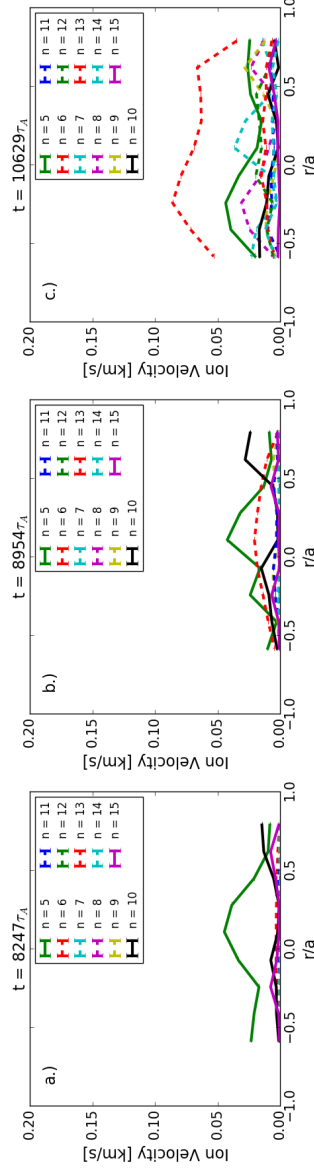 t = 8247τA
a.)
n = 5
n = 6
n = 7
n = 8
n = 9
n = 10
n = 11
n = 12
n = 13
n = 14
n = 15
Ion Velocity [km/s]
0.20
0.15
0.10
0.05
0.00
−1.0 −0.5 0.0 0.5 1.0
r/a
t = 8954τA
b.)
n = 5
n = 6
n = 7
n = 8
n = 9
n = 10
n = 11
n = 12
n = 13
n = 14
n = 15
Ion Velocity [km/s]
0.20
0.15
0.10
0.05
0.00
−1.0 −0.5 0.0 0.5 1.0
r/a
t = 10629τA
c.)
n = 5
n = 6
n = 7
n = 8
n = 9
n = 10
n = 11
n = 12
n = 13
n = 14
n = 15
Ion Velocity [km/s]
0.20
0.15
0.10
0.05
0.00
−1.0 −0.5 0.0 0.5 1.0
r/a